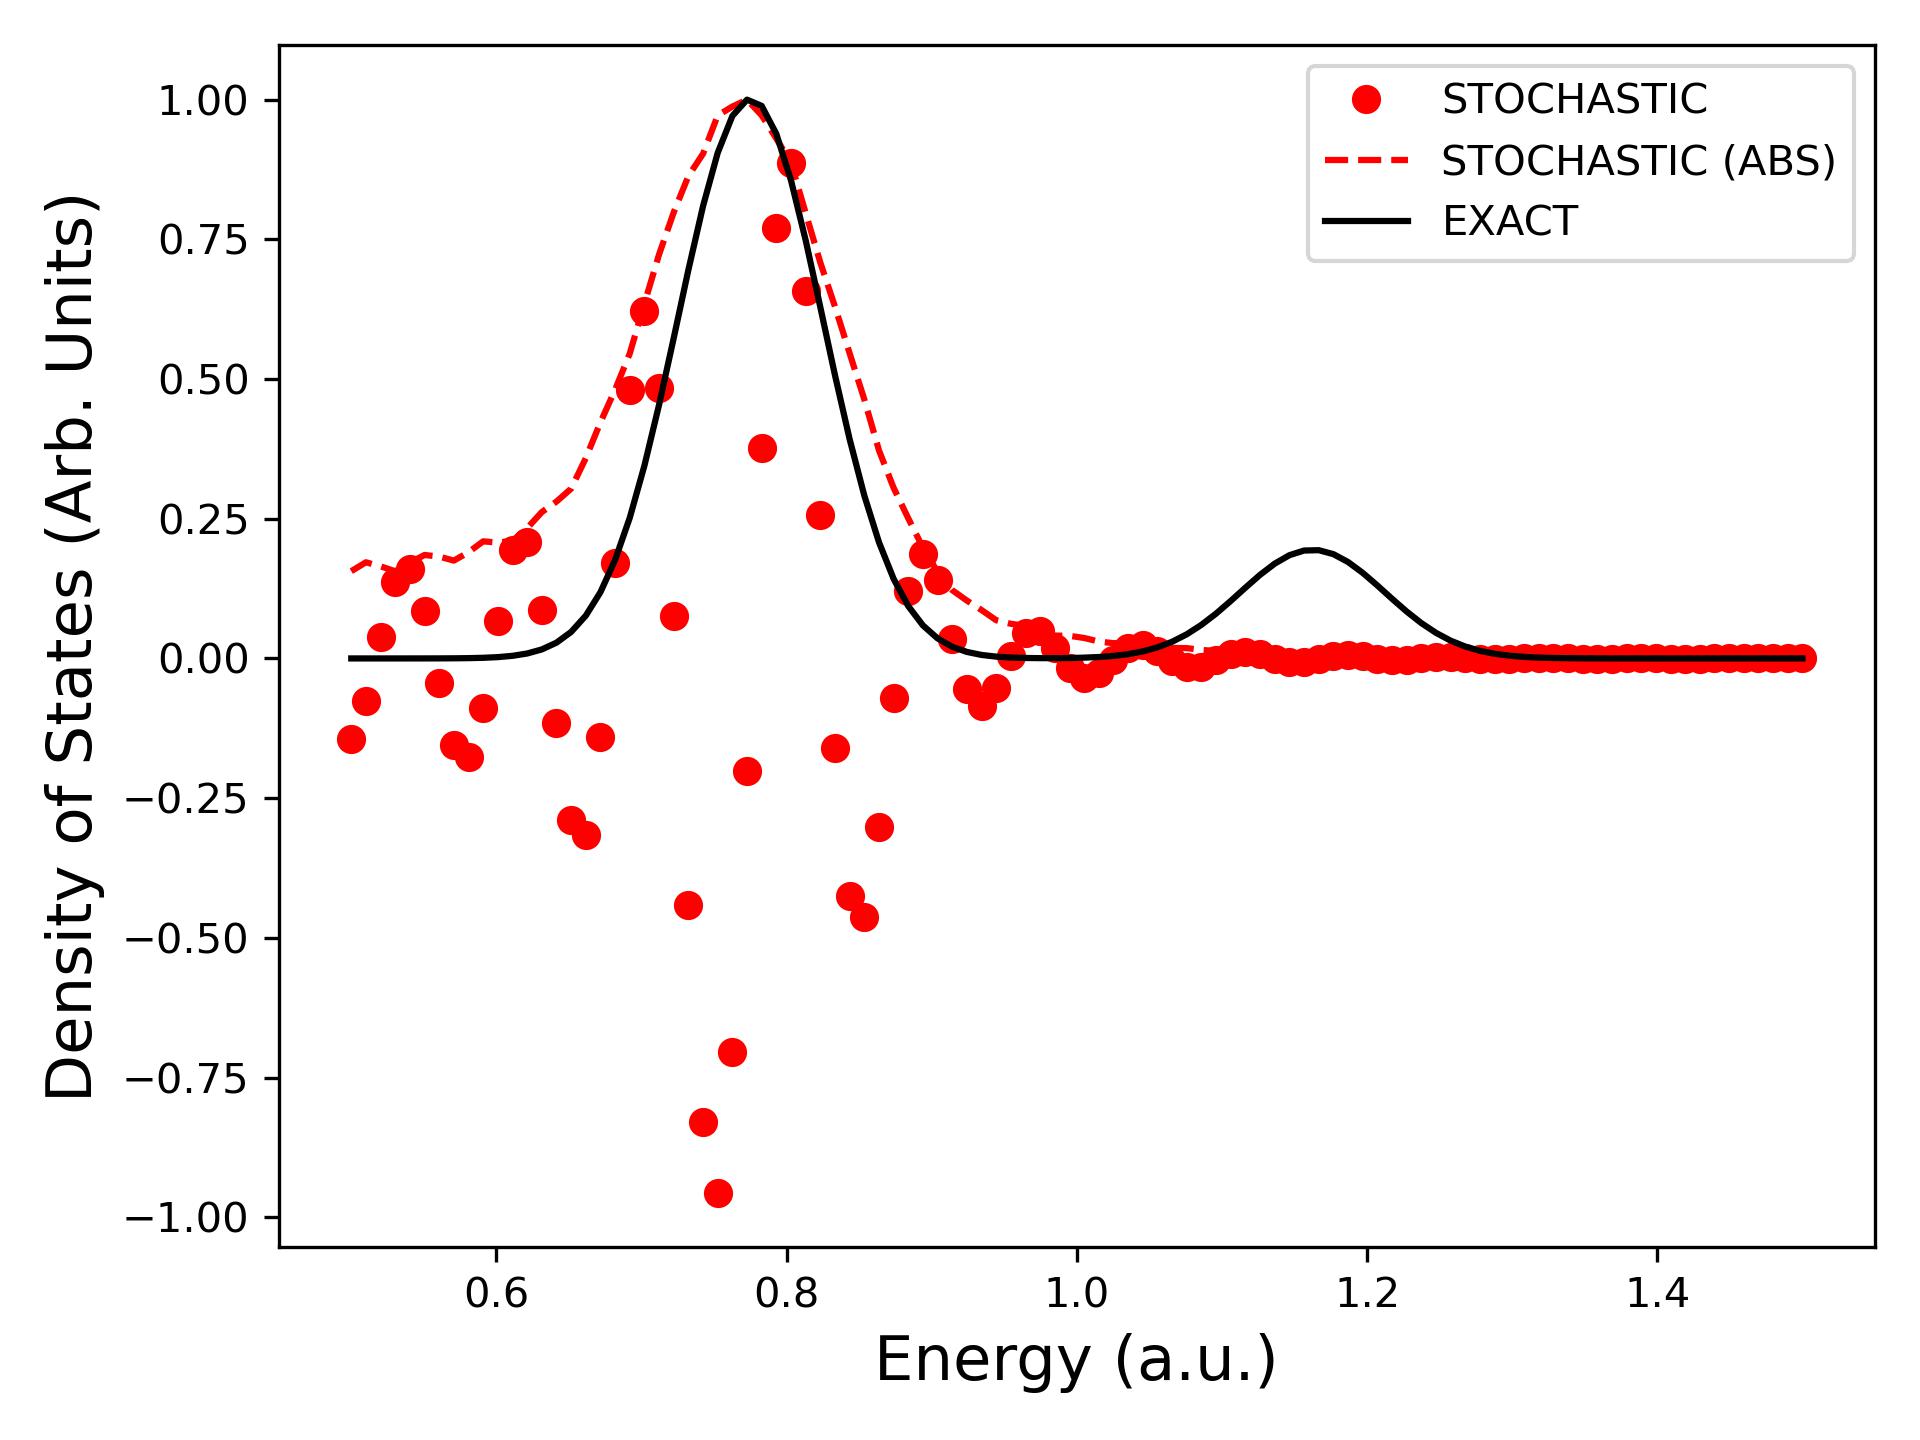 STOCHASTIC
STOCHASTIC (ABS)
EXACT
Density of States (Arb. Units)
1.00
0.75
0.50
0.25
0.00
−0.25
−0.50
−0.75
−1.00
0.6 0.8 1.0 1.2 1.4
Energy (a.u.)